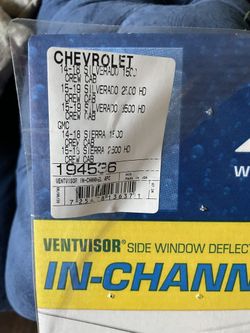 CHEVROLET
14-18 SILVERADO 1500
CREW CAB
15-19 SILVERADO 2500 HD
CREW CAB
15-19 SILVERADO 3500 HD
CREW CAB
GMC
14-18 SIERRA 1500
CREW CAB
15-19 SIERRA 2500 HD
CREW CAB
194536
VENTVISOR IN-CHANNEL 4PC
W
VENTVISOR® SIDE WINDOW DEFLECT
IN-CHANN